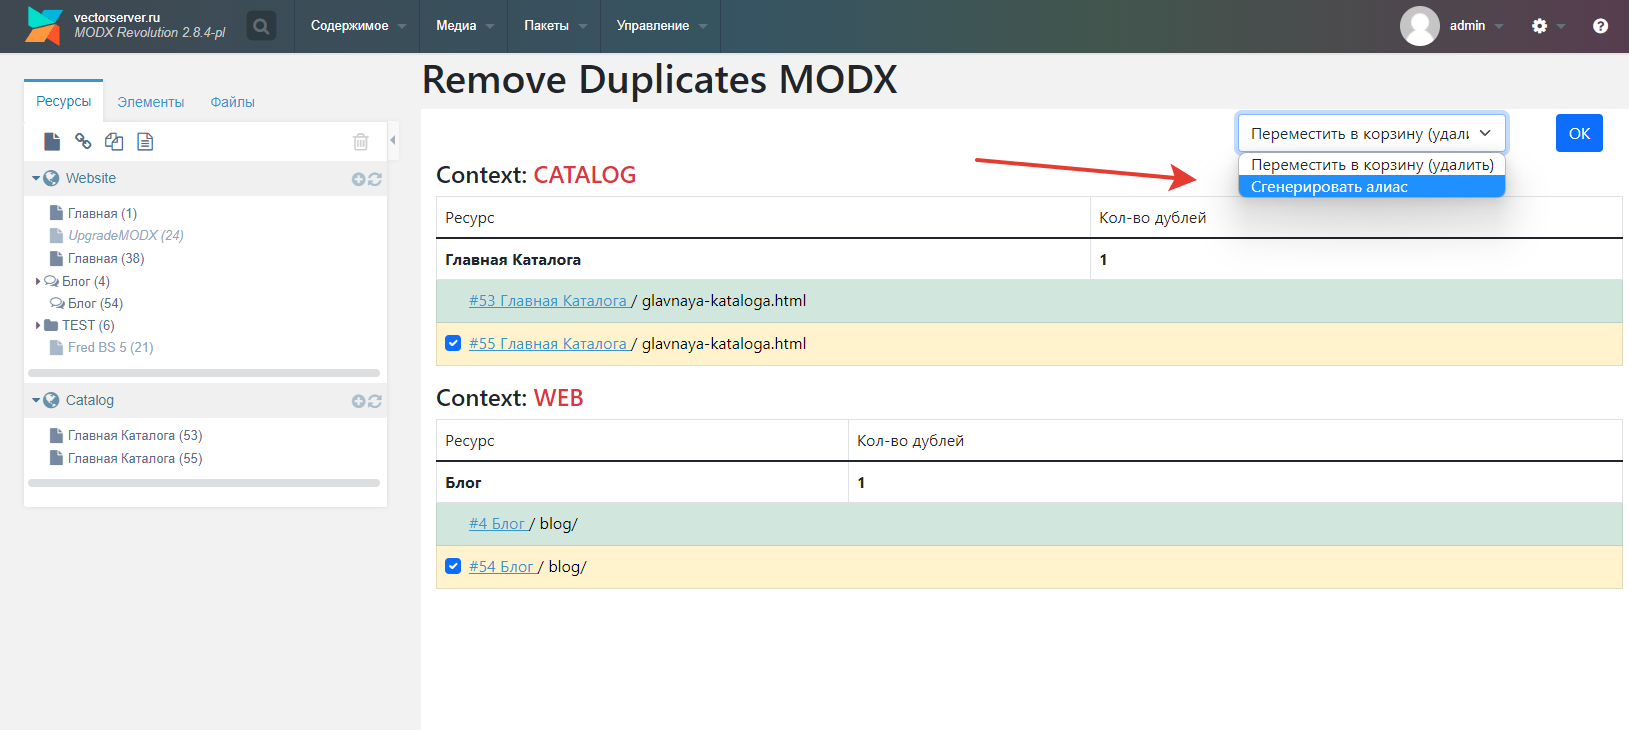 vectorserver.ru
MODX Revolution 2.8.4-pl
Содержимое
Медиа
Пакеты
Управление
admin
Ресурсы
Элементы
Файлы
Website
Главная (1)
UpgradeMODX (24)
Главная (38)
Блог (4)
Блог (54)
TEST (6)
Fred BS 5 (21)
Catalog
Главная Каталога (53)
Главная Каталога (55)
Remove Duplicates MODX
Переместить в корзину (удали
OK
Переместить в корзину (удалить)
Сгенерировать алиас
Context: CATALOG
Ресурс
Кол-во дублей
Главная Каталога
1
#53 Главная Каталога / glavnaya-kataloga.html
#55 Главная Каталога / glavnaya-kataloga.html
Context: WEB
Ресурс
Кол-во дублей
Блог
1
#4 Блог / blog/
#54 Блог / blog/